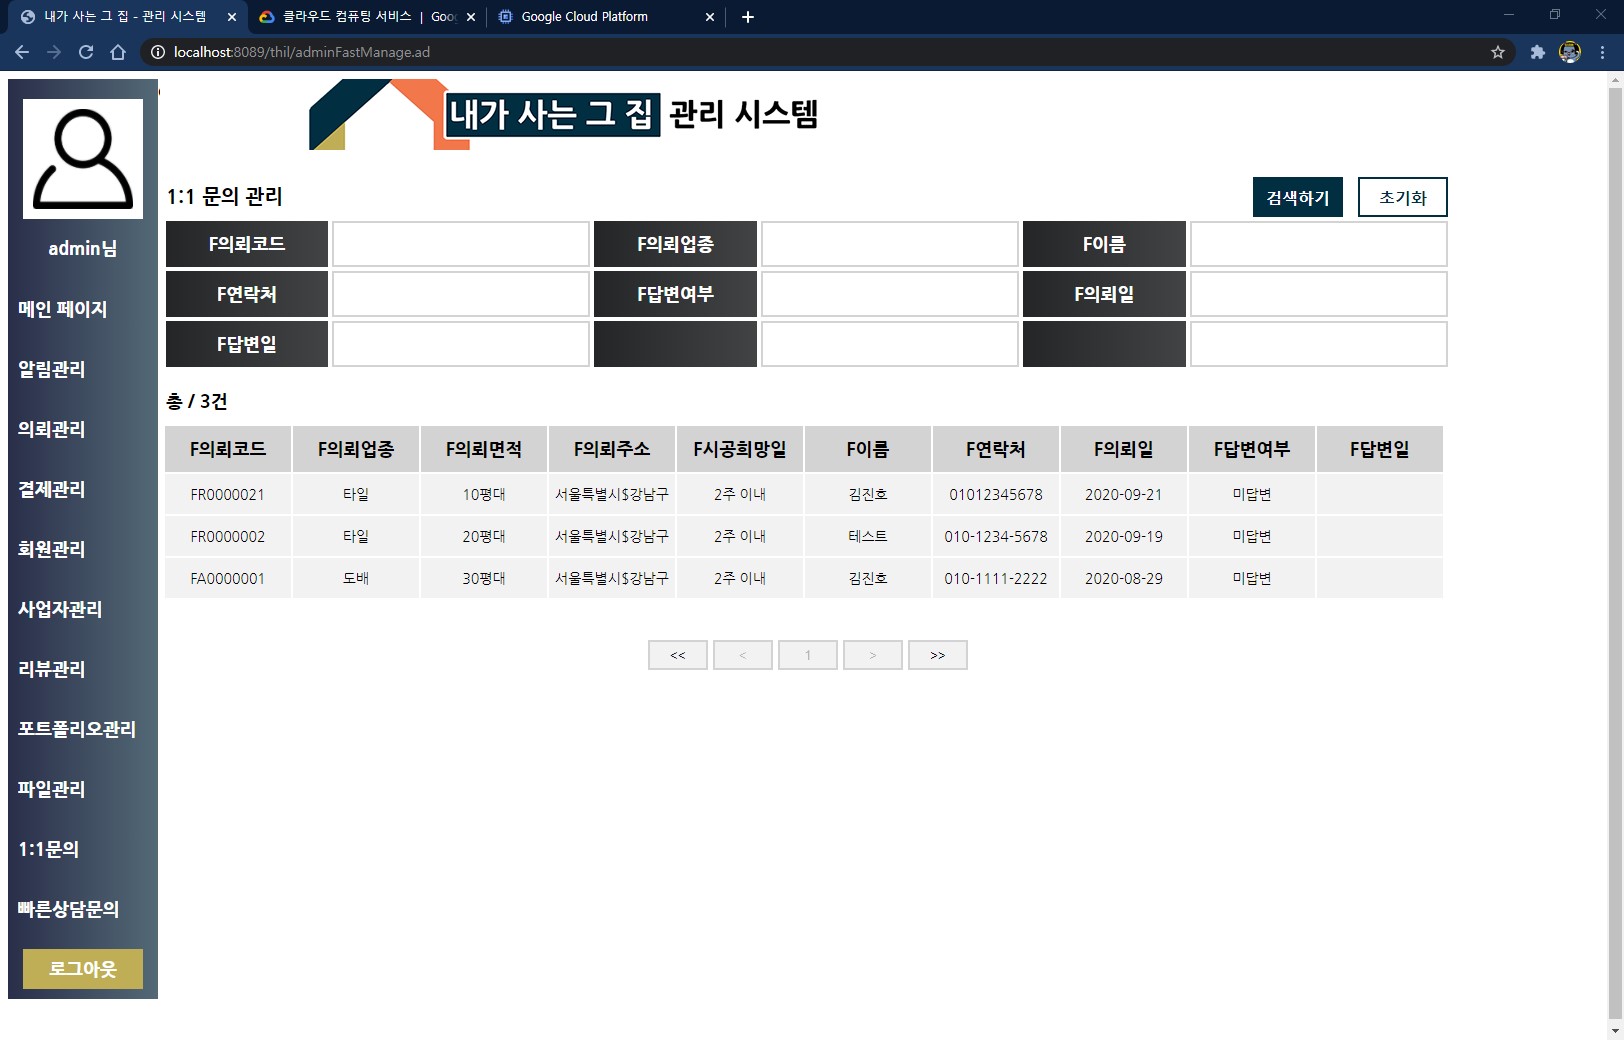 내가 사는 그 집 - 관리 시스템
클라우드 컴퓨팅 서비스 | Goog
Google Cloud Platform
localhost:8089/thil/adminFastManage.ad
내가 사는 그 집 관리 시스템
admin님
메인 페이지
알림관리
의뢰관리
결제관리
회원관리
사업자관리
리뷰관리
포트폴리오관리
파일관리
1:1문의
빠른상담문의
로그아웃
1:1 문의 관리
검색하기 초기화
F의뢰코드 F의뢰업종 F이름
F연락처 F답변여부 F의뢰일
F답변일
총 / 3건
F의뢰코드 F의뢰업종 F의뢰면적 F의뢰주소 F시공희망일 F이름 F연락처 F의뢰일 F답변여부 F답변일
FR0000021 타일 10평대 서울특별시$강남구 2주 이내 김진호 01012345678 2020-09-21 미답변
FR0000002 타일 20평대 서울특별시$강남구 2주 이내 테스트 010-1234-5678 2020-09-19 미답변
FA0000001 도배 30평대 서울특별시$강남구 2주 이내 김진호 010-1111-2222 2020-08-29 미답변
<< < 1 > >>